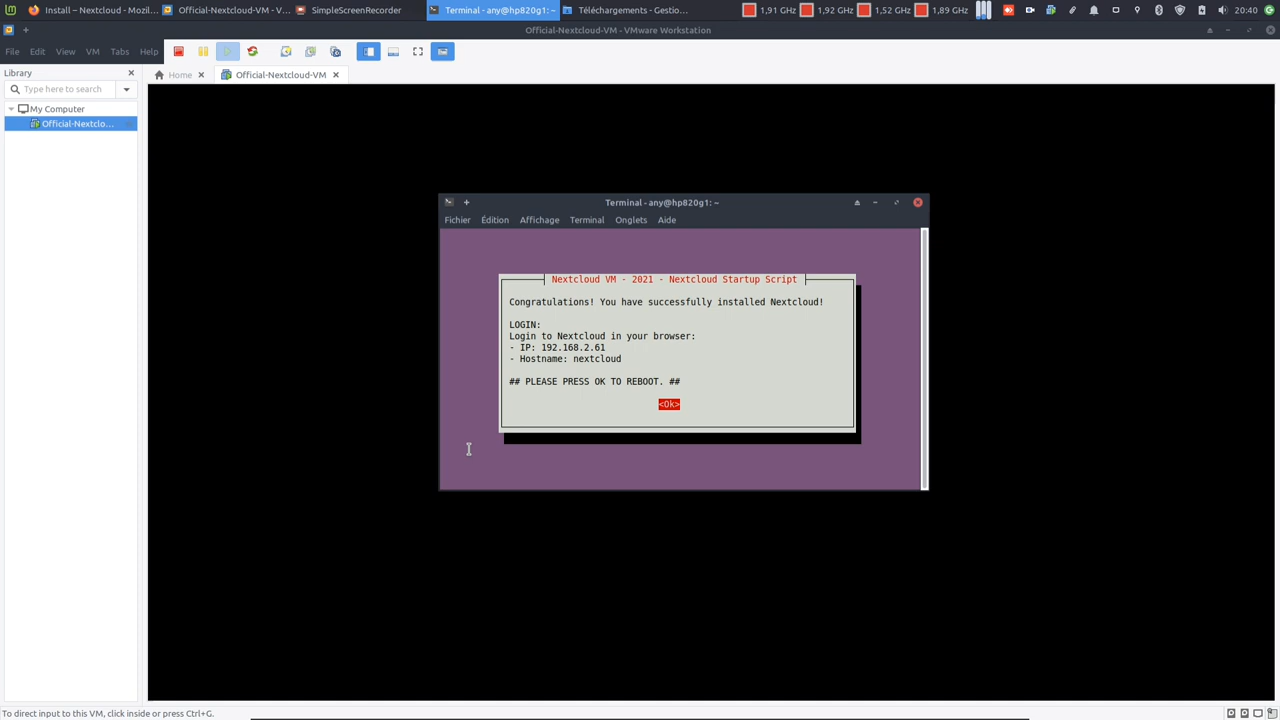 Install – Nextcloud - Mozil...
Official-Nextcloud-VM - V...
SimpleScreenRecorder
Terminal - any@hp820g1: ~
Téléchargements - Gestio...
1,91 GHz
1,92 GHz
1,52 GHz
1,89 GHz
20:40
Official-Nextcloud-VM - VMware Workstation
File Edit View VM Tabs Help
Library
Home
Official-Nextcloud-VM
Type here to search
My Computer
Official-Nextclo...
Terminal - any@hp820g1: ~
Fichier Édition Affichage Terminal Onglets Aide
Nextcloud VM - 2021 - Nextcloud Startup Script
Congratulations! You have successfully installed Nextcloud!
LOGIN:
Login to Nextcloud in your browser:
- IP: 192.168.2.61
- Hostname: nextcloud
## PLEASE PRESS OK TO REBOOT. ##
<Ok>
To direct input to this VM, click inside or press Ctrl+G.